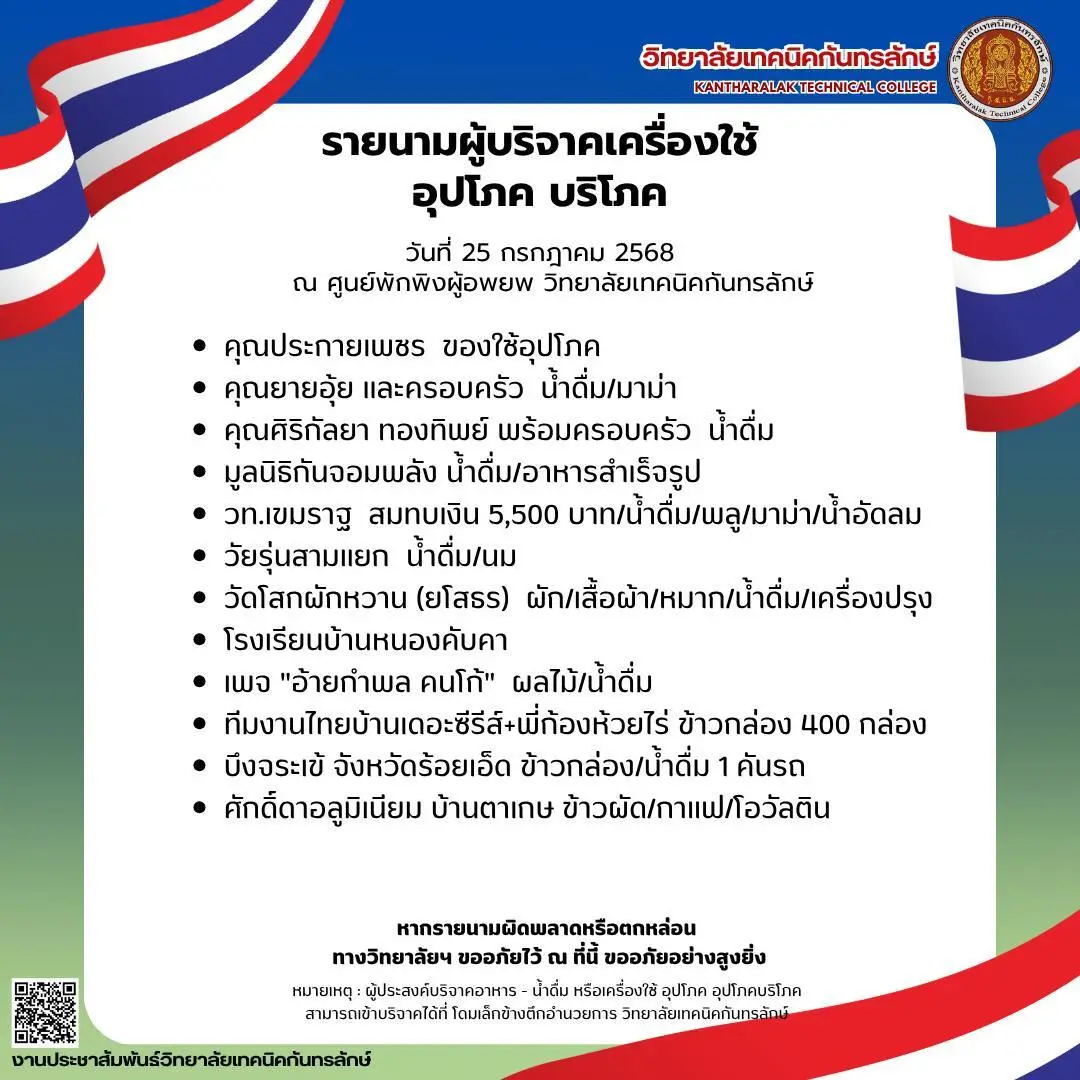 วิทยาลัยเทคนิคกันทรลักษ์
KANTHARALAK TECHNICAL COLLEGE
วิทยาลัยเทคนิคกันทรลักษ์
Kantharalak Technical College
รายนามผู้บริจาคเครื่องใช้
อุปโภค บริโภค
วันที่ 25 กรกฎาคม 2568
ณ ศูนย์พักพิงผู้อพยพ วิทยาลัยเทคนิคกันทรลักษ์
• คุณประกายเพชร ของใช้อุปโภค
• คุณยายอุ้ย และครอบครัว น้ำดื่ม/มาม่า
• คุณศิริกัลยา ทองทิพย์ พร้อมครอบครัว น้ำดื่ม
• มูลนิธิกันจอมพลัง น้ำดื่ม/อาหารสำเร็จรูป
• วท.เขมราฐ สมทบเงิน 5,500 บาท/น้ำดื่ม/พลู/มาม่า/น้ำอัดลม
• วัยรุ่นสามแยก น้ำดื่ม/นม
• วัดโสกผักหวาน (ยโสธร) ผัก/เสื้อผ้า/หมาก/น้ำดื่ม/เครื่องปรุง
• โรงเรียนบ้านหนองคับคา
• เพจ "อ้ายกำพล คนโก้" ผลไม้/น้ำดื่ม
• ทีมงานไทยบ้านเดอะซีรีส์+พี่ก้องห้วยไร่ ข้าวกล่อง 400 กล่อง
• บึงจระเข้ จังหวัดร้อยเอ็ด ข้าวกล่อง/น้ำดื่ม 1 คันรถ
• ศักดิ์ดาอลูมิเนียม บ้านตาเกษ ข้าวผัด/กาแฟ/โอวัลติน
หากรายนามผิดพลาดหรือตกหล่อน
ทางวิทยาลัยฯ ขออภัยไว้ ณ ที่นี้ ขออภัยอย่างสูงยิ่ง
หมายเหตุ : ผู้ประสงค์บริจาคอาหาร - น้ำดื่ม หรือเครื่องใช้ อุปโภค อุปโภคบริโภค
สามารถเข้าบริจาคได้ที่ โดมเล็กข้างตึกอำนวยการ วิทยาลัยเทคนิคกันทรลักษ์
งานประชาสัมพันธ์วิทยาลัยเทคนิคกันทรลักษ์